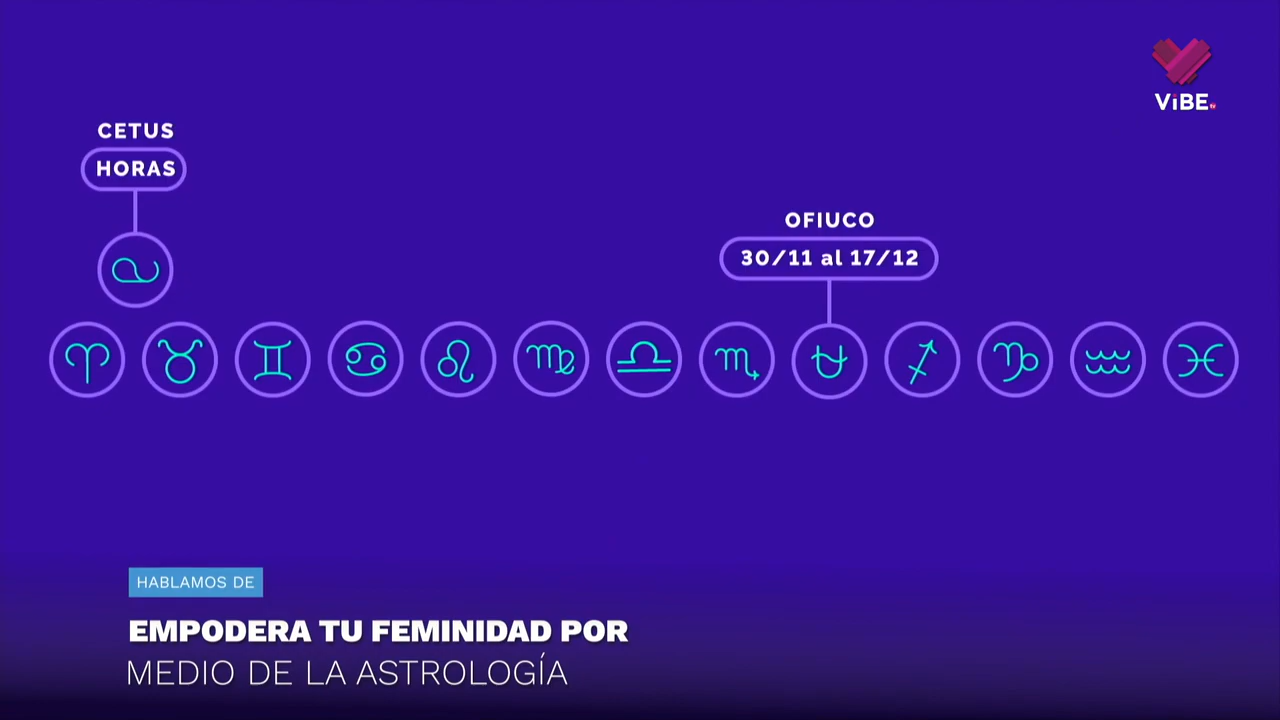 ViBE tv
CETUS
HORAS
OFIUCO
30/11 al 17/12
HABLAMOS DE
EMPODERA TU FEMINIDAD POR
MEDIO DE LA ASTROLOGÍA